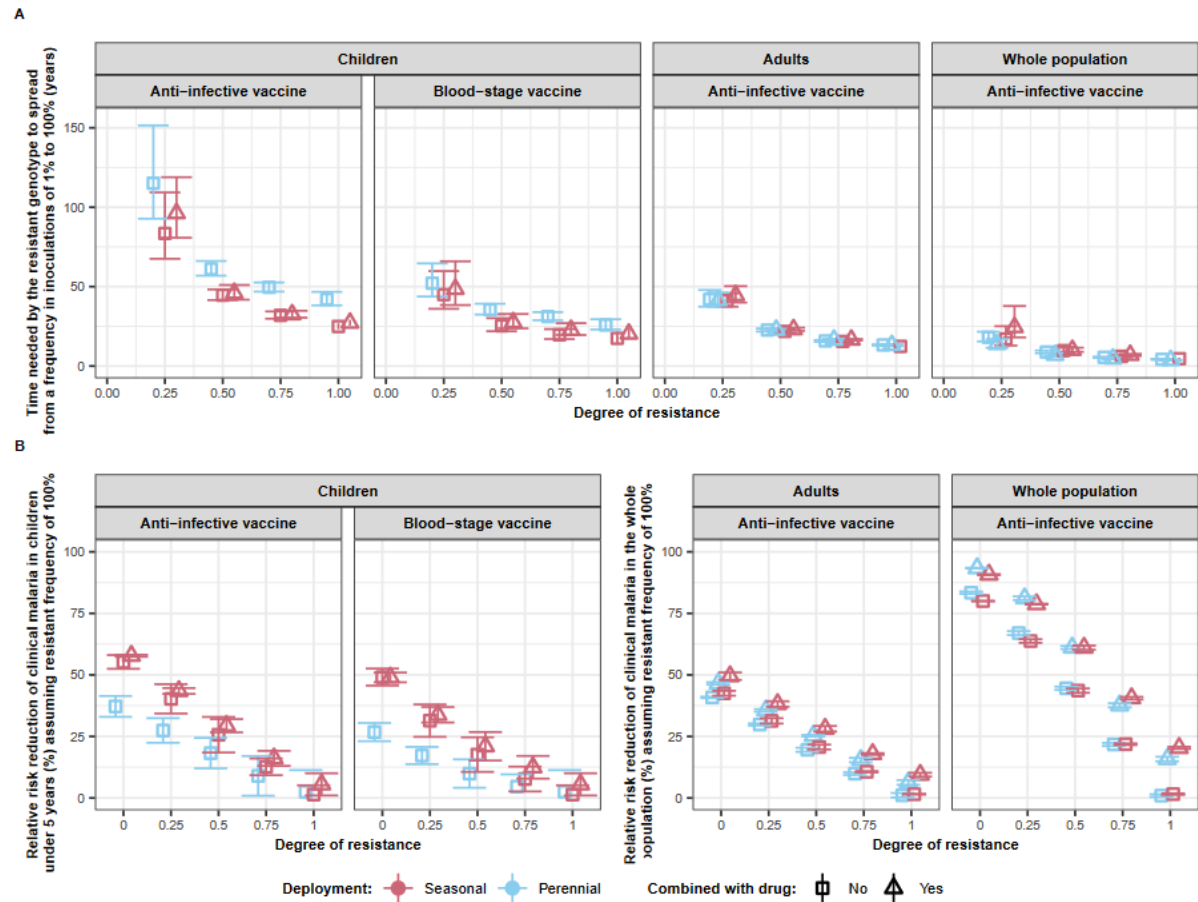 A
Children
Adults
Whole population
Anti−infective vaccine
Blood−stage vaccine
Anti−infective vaccine
Anti−infective vaccine
Time needed by the resistant genotype to spread
from a frequency in inoculations of 1% to 100% (years)
150
100
50
0
0.00 0.25 0.50 0.75 1.00
0.00 0.25 0.50 0.75 1.00
0.00 0.25 0.50 0.75 1.00
0.00 0.25 0.50 0.75 1.00
Degree of resistance
B
Children
Adults
Whole population
Anti−infective vaccine
Blood−stage vaccine
Anti−infective vaccine
Anti−infective vaccine
Relative risk reduction of clinical malaria in children
under 5 years (%) assuming resistant frequency of 100%
100
75
50
25
0
0 0.25 0.5 0.75 1
0 0.25 0.5 0.75 1
Degree of resistance
Relative risk reduction of clinical malaria in the whole
population (%) assuming resistant frequency of 100%
100
75
50
25
0
0 0.25 0.5 0.75 1
0 0.25 0.5 0.75 1
Degree of resistance
Deployment: Seasonal Perennial Combined with drug: No Yes